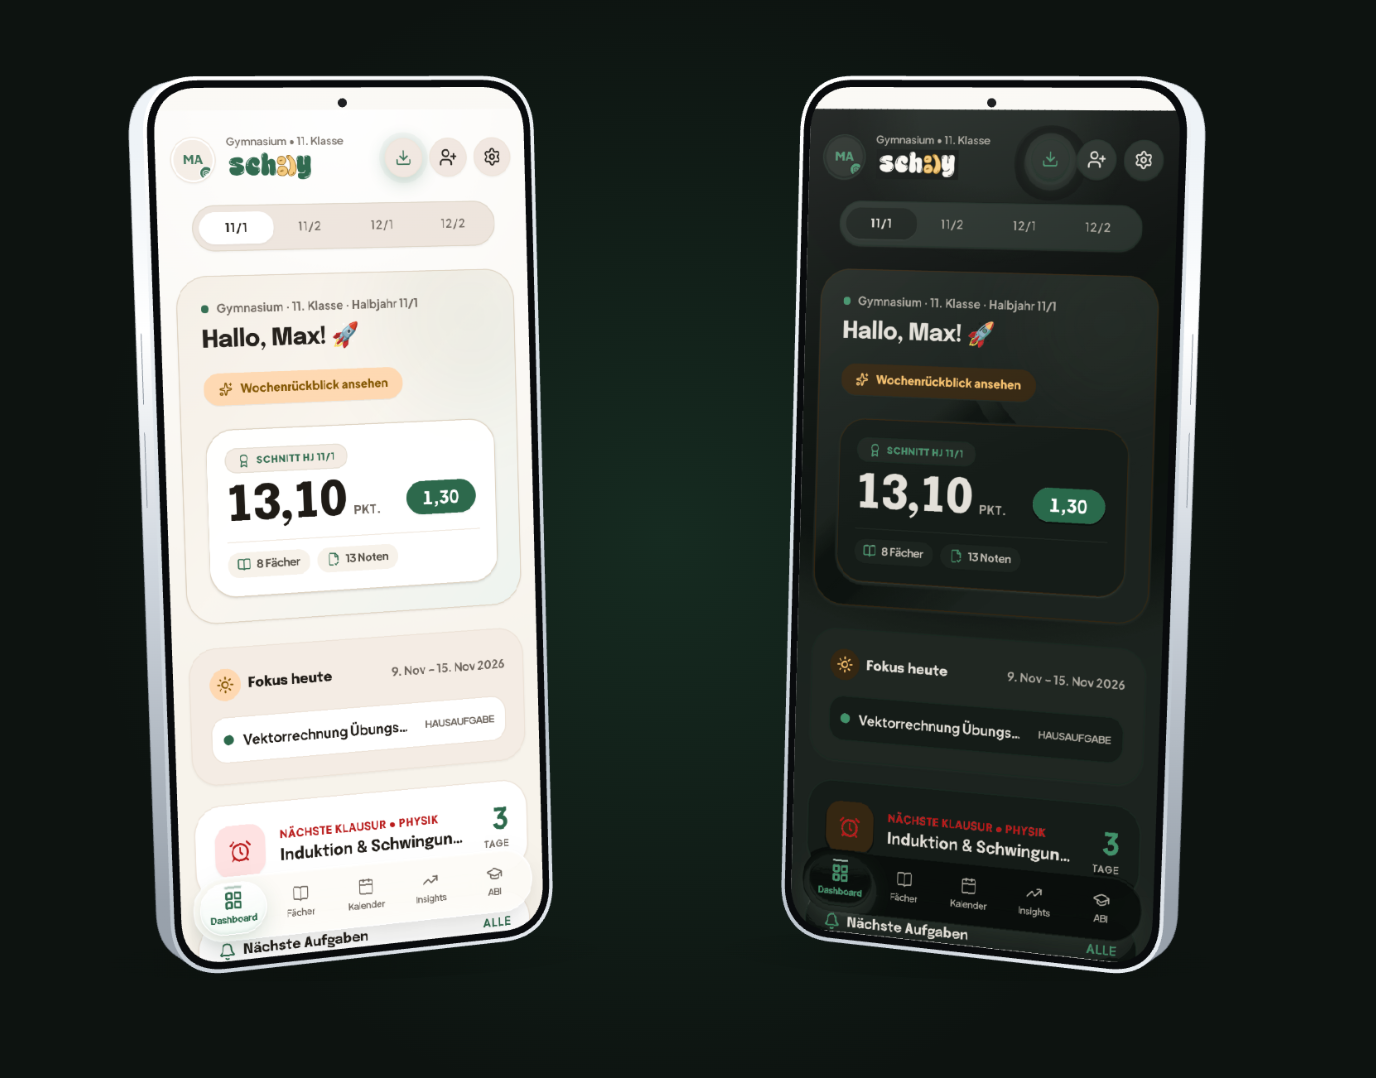 Gymnasium • 11. Klasse
MA
schooy
11/1 11/2 12/1 12/2
Gymnasium · 11. Klasse · Halbjahr 11/1
Hallo, Max! 🚀
Wochenrückblick ansehen
SCHNITT HJ 11/1
13,10 PKT. 1,30
8 Fächer 13 Noten
Fokus heute 9. Nov – 15. Nov 2026
Vektorrechnung Übungs... HAUSAUFGABE
NÄCHSTE KLAUSUR • PHYSIK
Induktion & Schwingun...
3
TAGE
Dashboard Fächer Kalender Insights ABI
Nächste Aufgaben ALLE
Gymnasium • 11. Klasse
MA
schooy
11/1 11/2 12/1 12/2
Gymnasium · 11. Klasse · Halbjahr 11/1
Hallo, Max! 🚀
Wochenrückblick ansehen
SCHNITT HJ 11/1
13,10 PKT. 1,30
8 Fächer 13 Noten
Fokus heute 9. Nov – 15. Nov 2026
Vektorrechnung Übungs... HAUSAUFGABE
NÄCHSTE KLAUSUR • PHYSIK
Induktion & Schwingun...
3
TAGE
Dashboard Fächer Kalender Insights ABI
Nächste Aufgaben ALLE